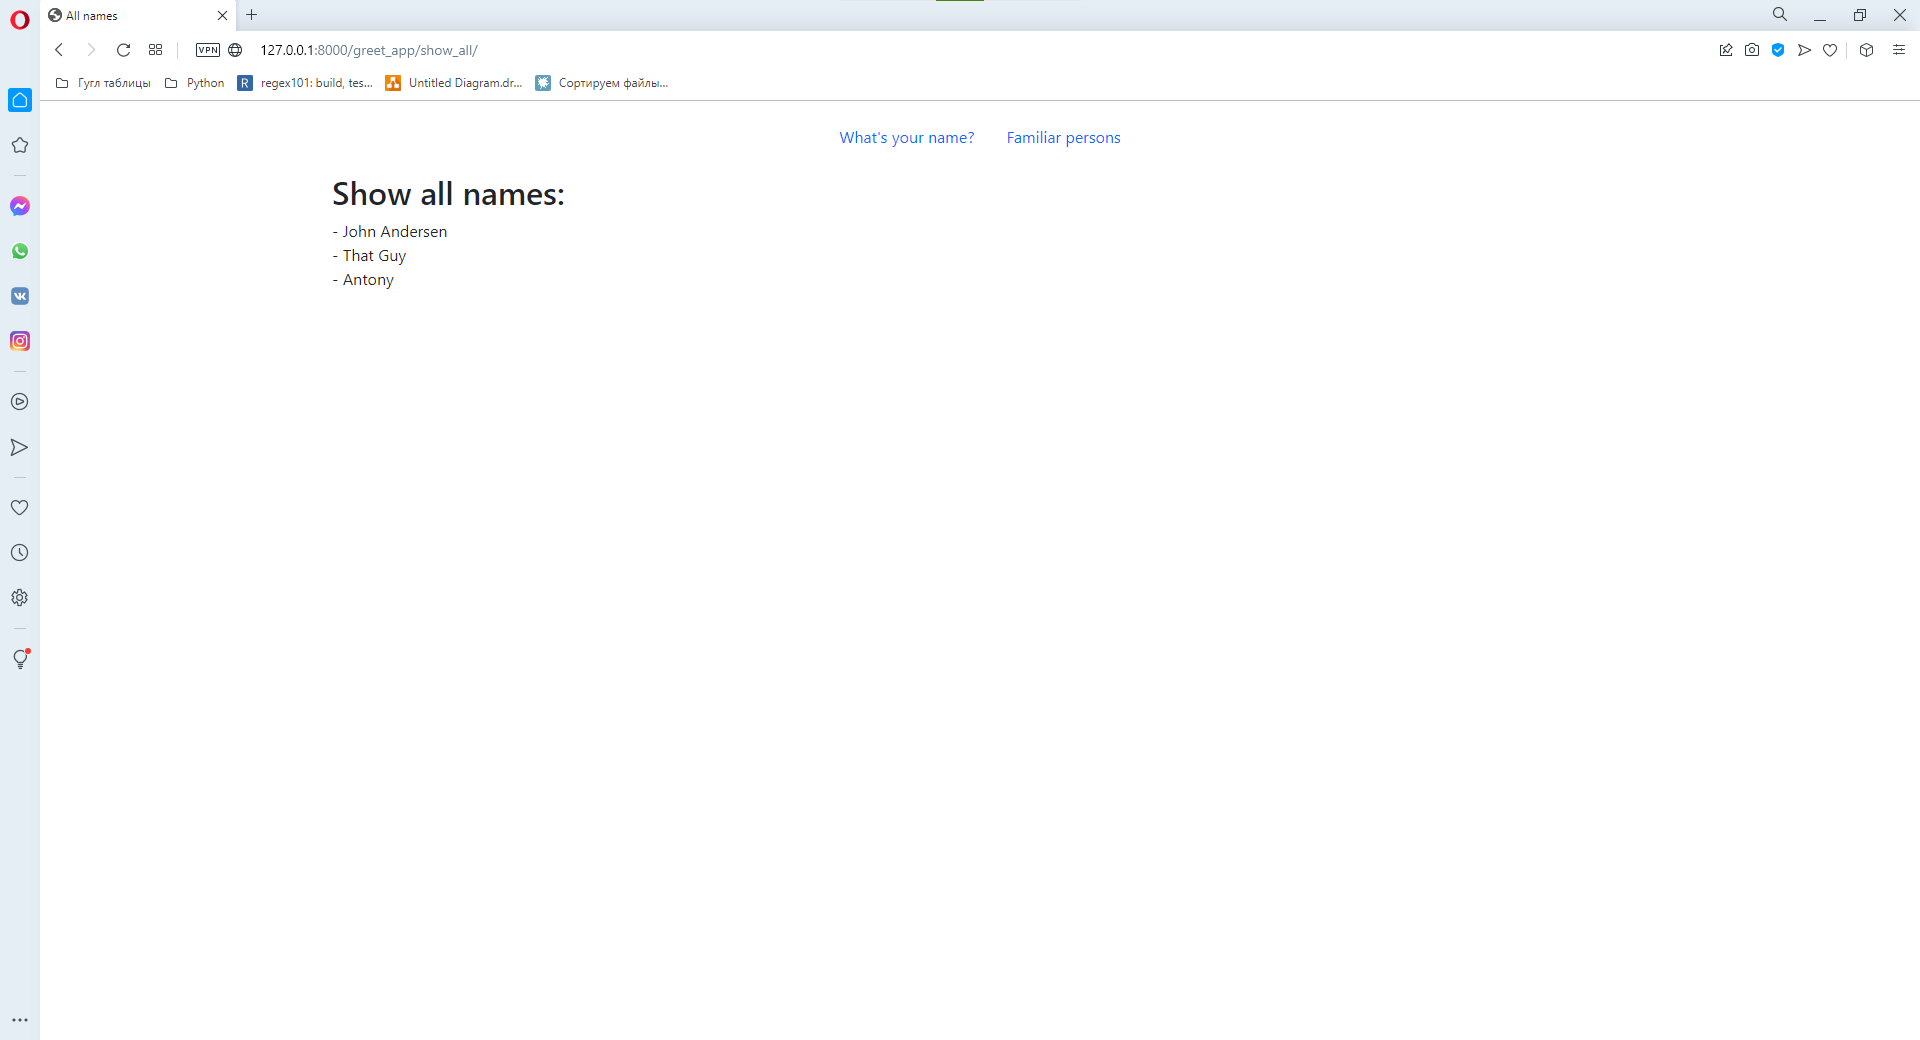 All names
VPN
127.0.0.1:8000/greet_app/show_all/
Гугл таблицы
Python
R
regex101: build, tes...
Untitled Diagram.dr...
Сортируем файлы...
What's your name?
Familiar persons
Show all names:
- John Andersen
- That Guy
- Antony